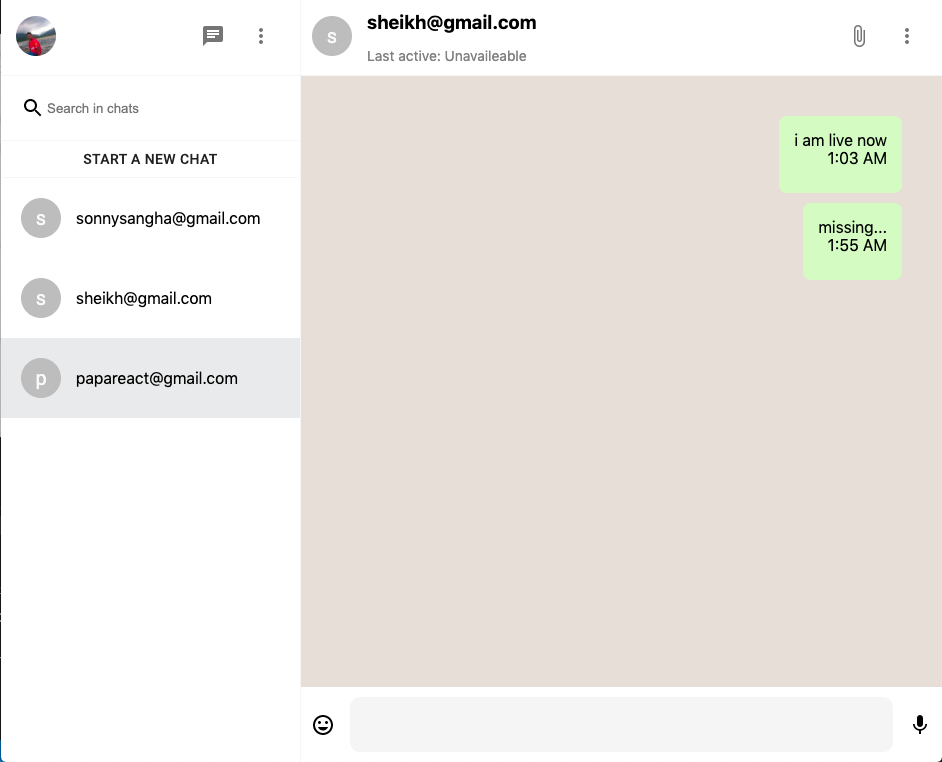 Search in chats
START A NEW CHAT
s
sonnysangha@gmail.com
s
sheikh@gmail.com
p
papareact@gmail.com
s
sheikh@gmail.com
Last active: Unavaileable
i am live now
1:03 AM
missing...
1:55 AM